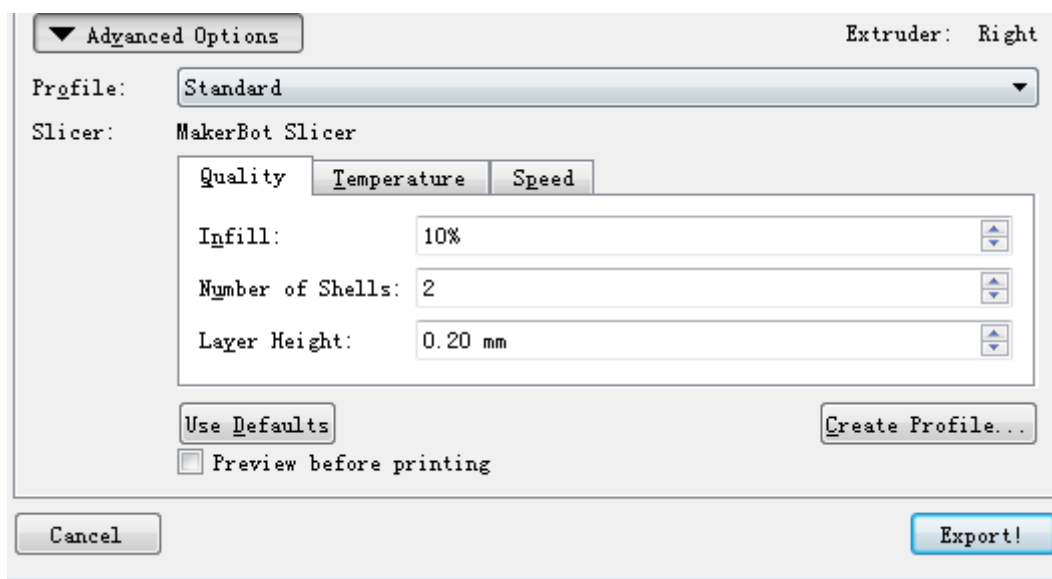 Advanced Options Extruder: Right
Profile: Standard
Slicer: MakerBot Slicer
Quality Temperature Speed
Infill: 10%
Number of Shells: 2
Layer Height: 0.20 mm
Use Defaults Create Profile...
Preview before printing
Cancel Export!